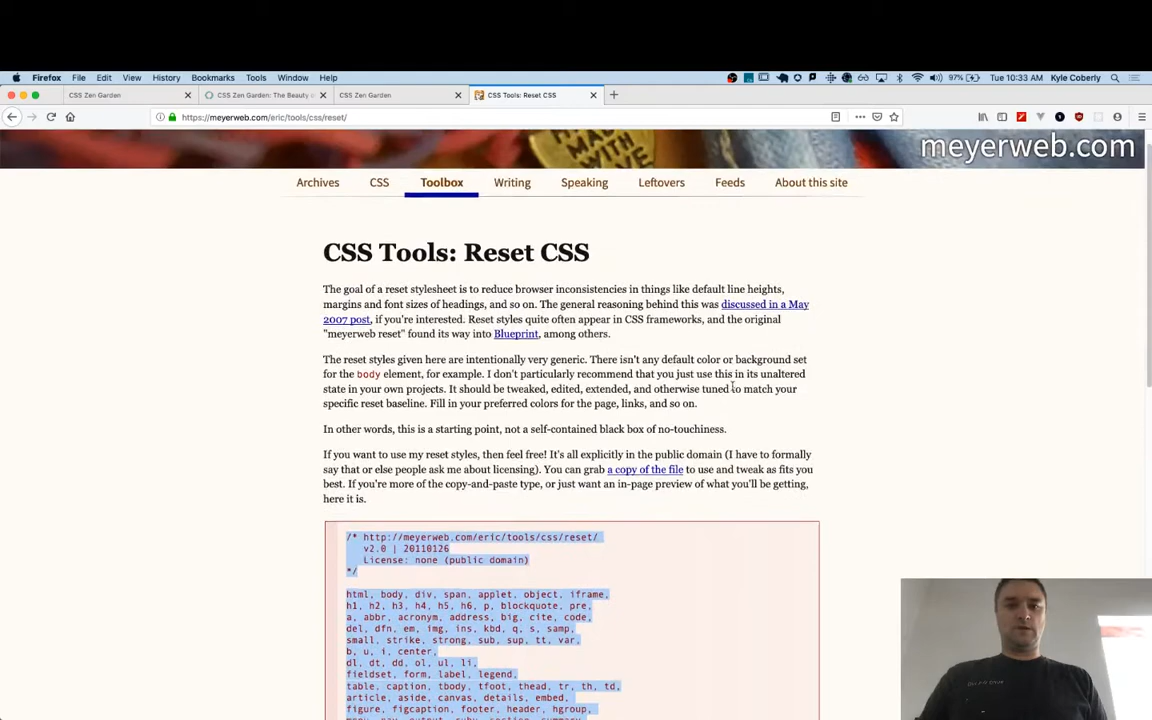 Firefox File Edit View History Bookmarks Tools Window Help 97% Tue 10:33 AM Kyle Coberly
CSS Zen Garden CSS Zen Garden: The Beauty o CSS Zen Garden CSS Tools: Reset CSS
https://meyerweb.com/eric/tools/css/reset/
MADE WITH
meyerweb.com
Archives CSS Toolbox Writing Speaking Leftovers Feeds About this site
CSS Tools: Reset CSS
The goal of a reset stylesheet is to reduce browser inconsistencies in things like default line heights,
margins and font sizes of headings, and so on. The general reasoning behind this was discussed in a May
2007 post, if you're interested. Reset styles quite often appear in CSS frameworks, and the original
"meyerweb reset" found its way into Blueprint, among others.
The reset styles given here are intentionally very generic. There isn't any default color or background set
for the body element, for example. I don't particularly recommend that you just use this in its unaltered
state in your own projects. It should be tweaked, edited, extended, and otherwise tuned to match your
specific reset baseline. Fill in your preferred colors for the page, links, and so on.
In other words, this is a starting point, not a self-contained black box of no-touchiness.
If you want to use my reset styles, then feel free! It's all explicitly in the public domain (I have to formally
say that or else people ask me about licensing). You can grab a copy of the file to use and tweak as fits you
best. If you're more of the copy-and-paste type, or just want an in-page preview of what you'll be getting,
here it is.
/* http://meyerweb.com/eric/tools/css/reset/
v2.0 | 20110126
License: none (public domain)
*/
html, body, div, span, applet, object, iframe,
h1, h2, h3, h4, h5, h6, p, blockquote, pre,
a, abbr, acronym, address, big, cite, code,
del, dfn, em, img, ins, kbd, q, s, samp,
small, strike, strong, sub, sup, tt, var,
b, u, i, center,
dl, dt, dd, ol, ul, li,
fieldset, form, label, legend,
table, caption, tbody, tfoot, thead, tr, th, td,
article, aside, canvas, details, embed,
figure, figcaption, footer, header, hgroup,